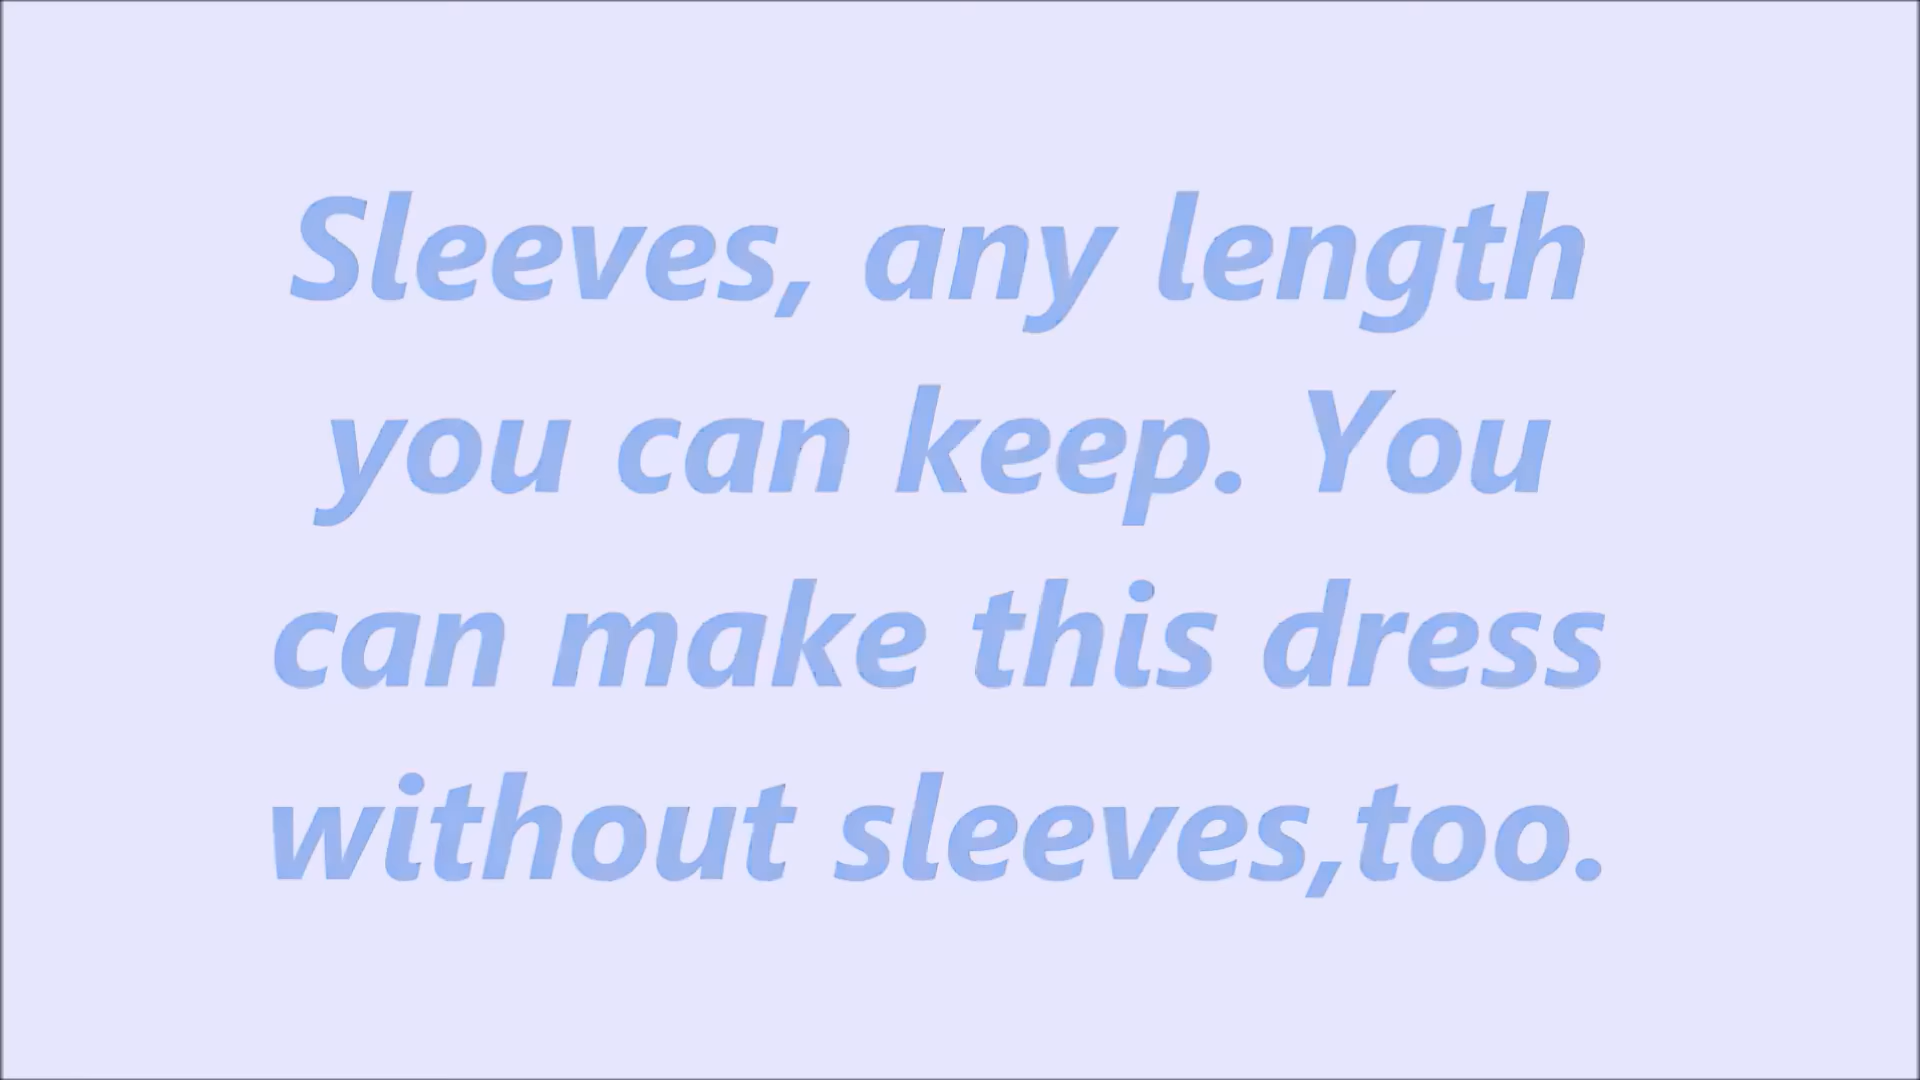 Sleeves, any length
you can keep. You
can make this dress
without sleeves,too.